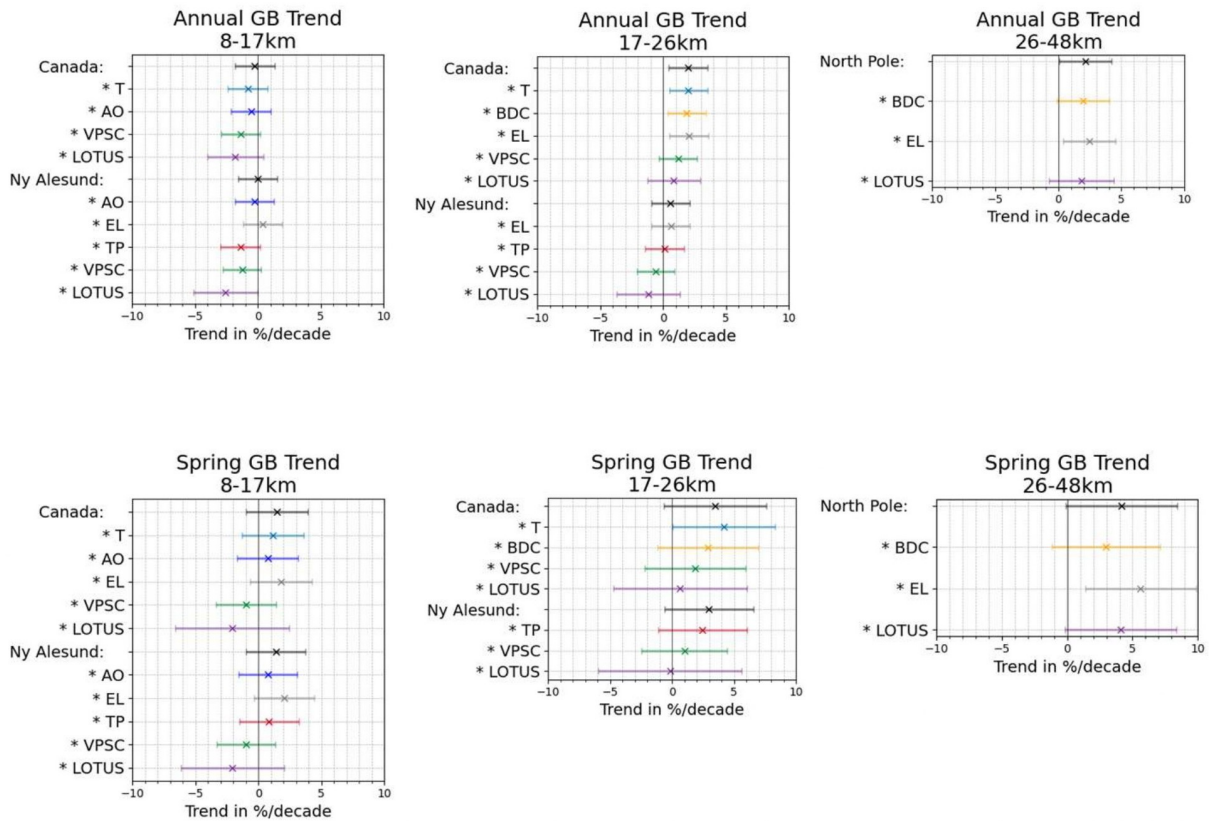 Annual GB Trend
8-17km
Canada:
* T
* AO
* VPSC
* LOTUS
Ny Alesund:
* AO
* EL
* TP
* VPSC
* LOTUS
−10 −5 0 5 10
Trend in %/decade
Annual GB Trend
17-26km
Canada:
* T
* BDC
* EL
* VPSC
* LOTUS
Ny Alesund:
* EL
* TP
* VPSC
* LOTUS
−10 −5 0 5 10
Trend in %/decade
Annual GB Trend
26-48km
North Pole:
* BDC
* EL
* LOTUS
−10 −5 0 5 10
Trend in %/decade
Spring GB Trend
8-17km
Canada:
* T
* AO
* EL
* VPSC
* LOTUS
Ny Alesund:
* AO
* EL
* TP
* VPSC
* LOTUS
−10 −5 0 5 10
Trend in %/decade
Spring GB Trend
17-26km
Canada:
* T
* BDC
* VPSC
* LOTUS
Ny Alesund:
* TP
* VPSC
* LOTUS
−10 −5 0 5 10
Trend in %/decade
Spring GB Trend
26-48km
North Pole:
* BDC
* EL
* LOTUS
−10 −5 0 5 10
Trend in %/decade